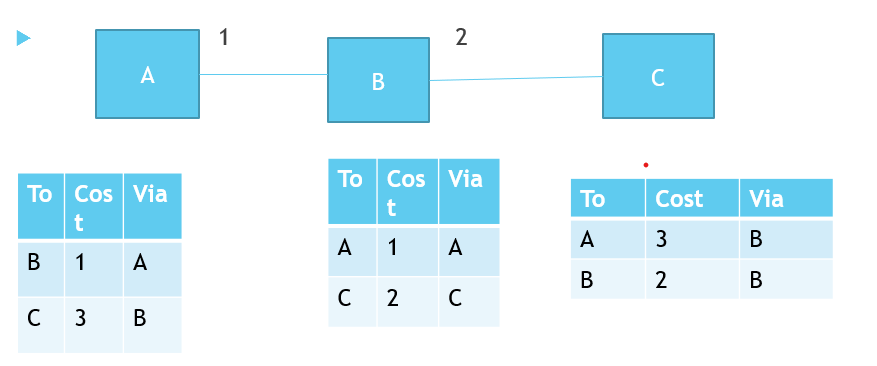 1
2
A
B
C
To Cos
t Via
B 1 A
C 3 B
To Cos
t Via
A 1 A
C 2 C
To Cost Via
A 3 B
B 2 B